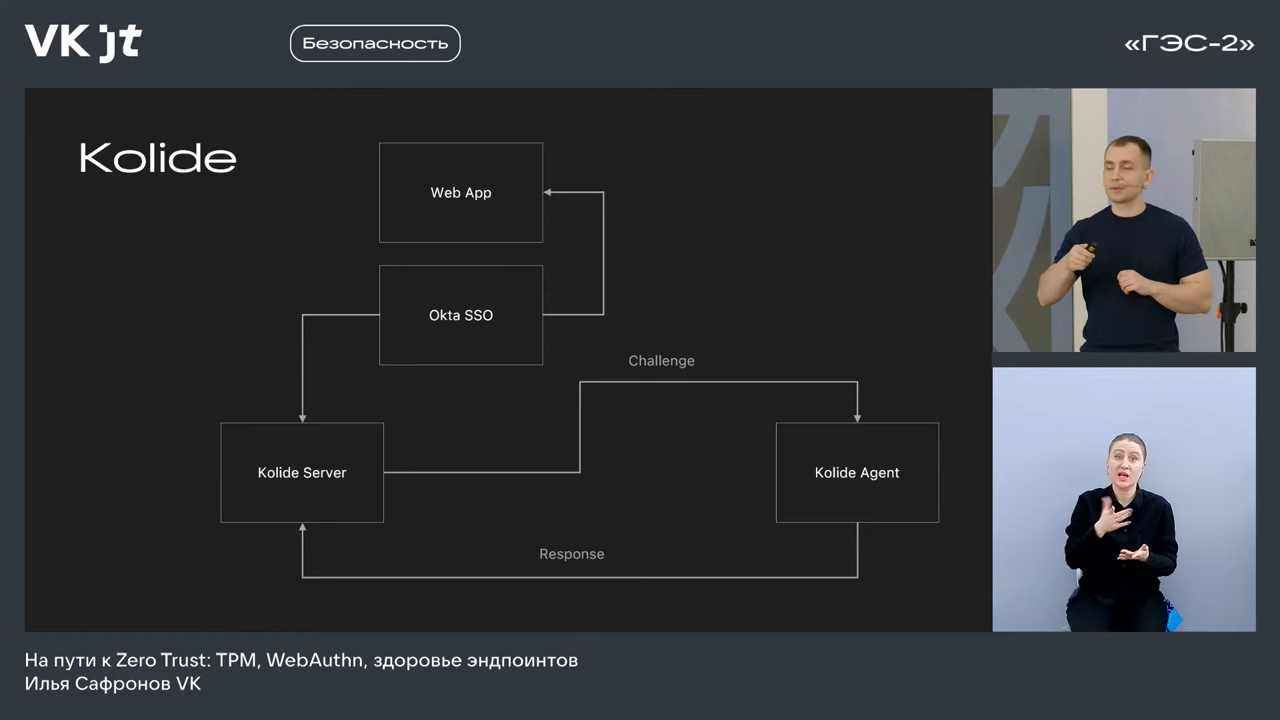 VK jt
Безопасность
«ГЭС-2»
Kolide
Web App
Okta SSO
Challenge
Kolide Server
Kolide Agent
Response
На пути к Zero Trust: TPM, WebAuthn, здоровье эндпоинтов
Илья Сафронов VK